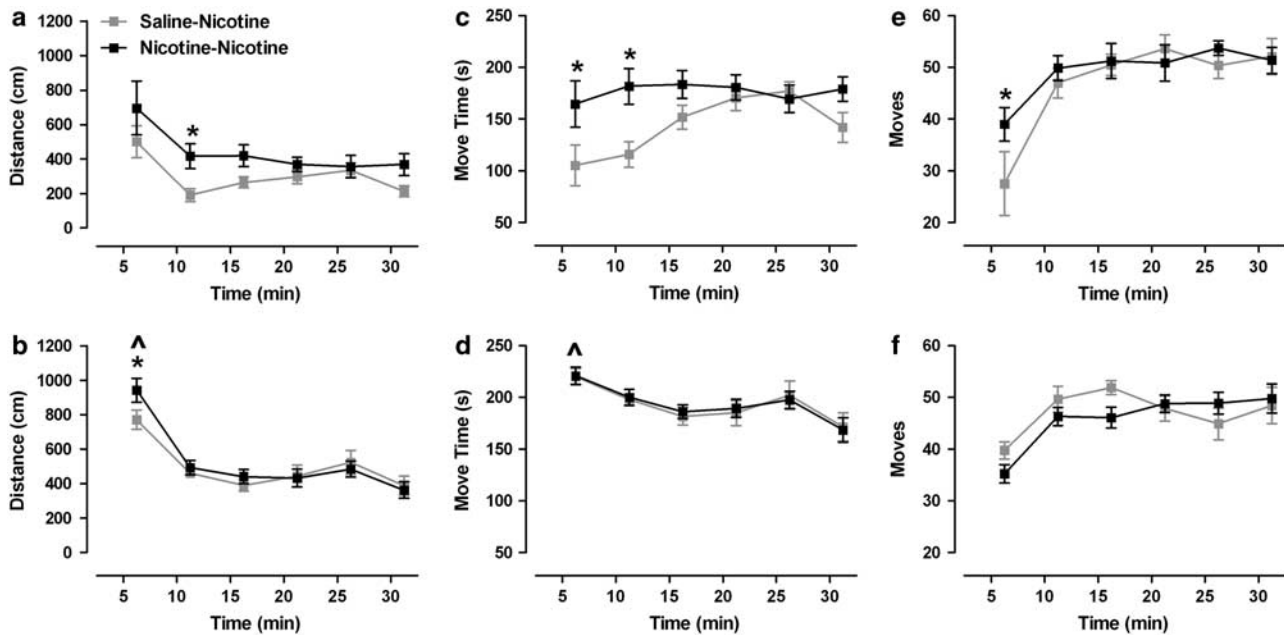 a
Saline-Nicotine
Nicotine-Nicotine
Distance (cm)
1200
1000
800
600
400
200
0
*
5 10 15 20 25 30
Time (min)
c
Move Time (s)
250
200
150
100
50
* *
5 10 15 20 25 30
Time (min)
e
Moves
60
50
40
30
20
*
5 10 15 20 25 30
Time (min)
b
Distance (cm)
1200
1000
800
600
400
200
0
^
*
5 10 15 20 25 30
Time (min)
d
Move Time (s)
250
200
150
100
50
^
5 10 15 20 25 30
Time (min)
f
Moves
60
50
40
30
20
5 10 15 20 25 30
Time (min)